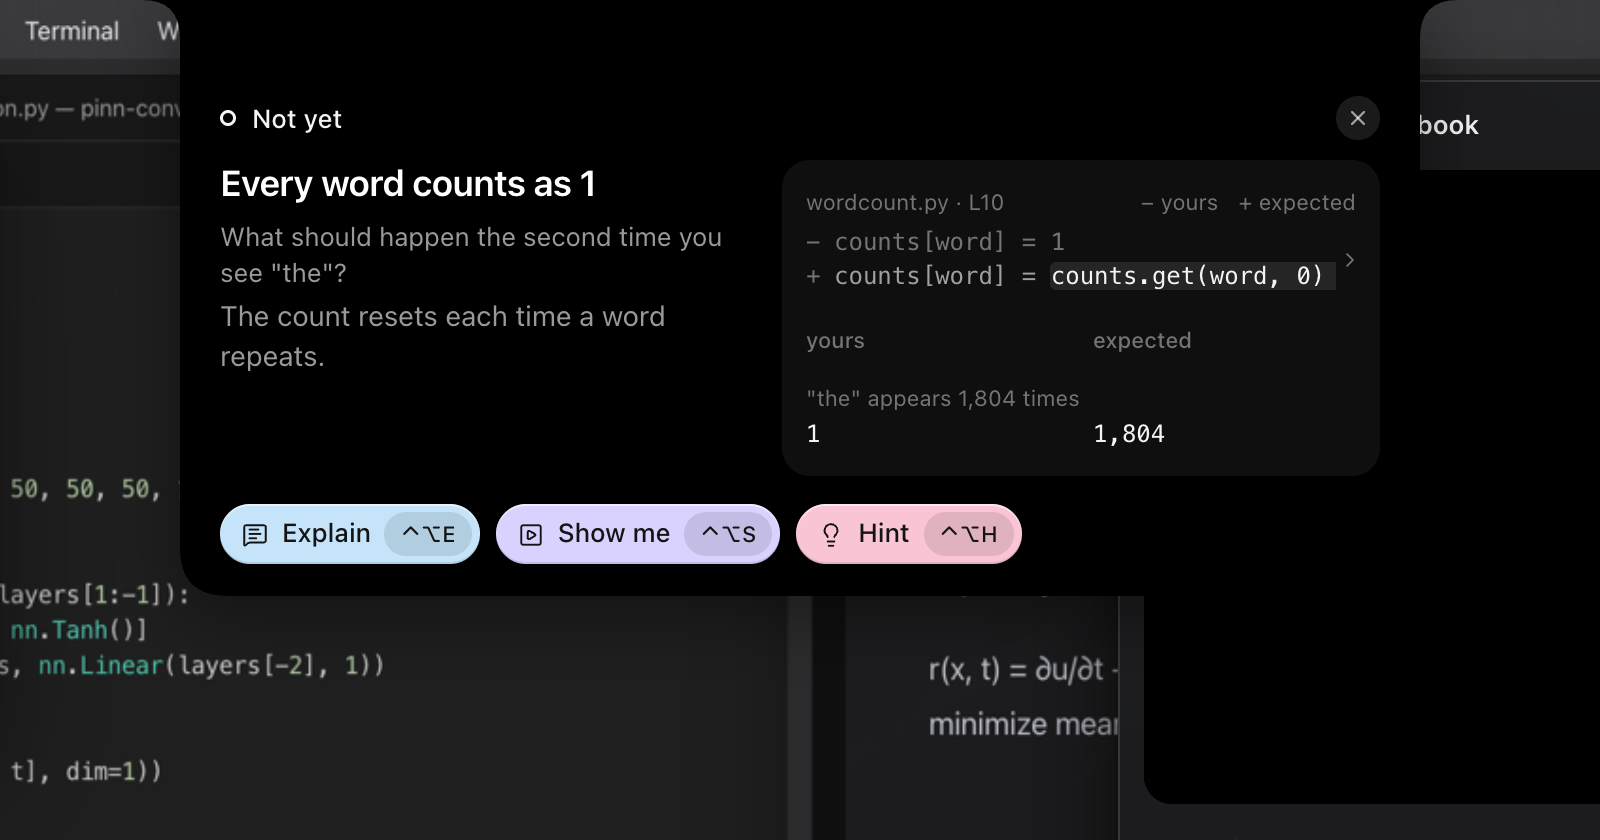 Terminal
on.py — pinn-conv
book
Not yet
Every word counts as 1
What should happen the second time you
see "the"?
The count resets each time a word
repeats.
wordcount.py · L10 – yours + expected
– counts[word] = 1
+ counts[word] = counts.get(word, 0)
yours expected
"the" appears 1,804 times
1 1,804
Explain ⌃⌥E Show me ⌃⌥S Hint ⌃⌥H
50, 50, 50,
layers[1:-1]):
nn.Tanh()]
s, nn.Linear(layers[-2], 1))
t], dim=1))
r(x, t) = ∂u/∂t
minimize mean